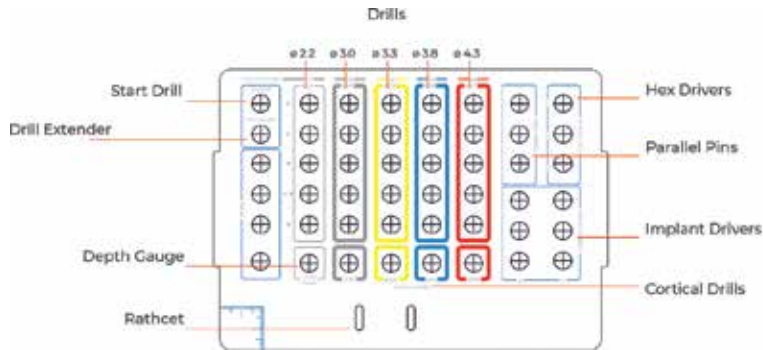 Drills
ø22 ø30 ø33 ø38 ø43
Start Drill
Hex Drivers
Drill Extender
Parallel Pins
Implant Drivers
Depth Gauge
Cortical Drills
Rathcet